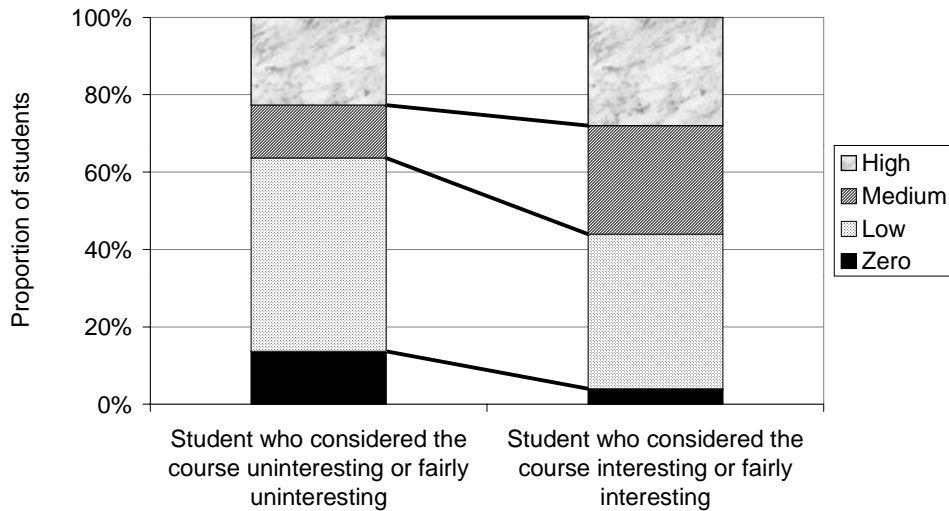 100%
80%
60%
40%
20%
0%
Proportion of students
High
Medium
Low
Zero
Student who considered the
course uninteresting or fairly
uninteresting
Student who considered the
course interesting or fairly
interesting